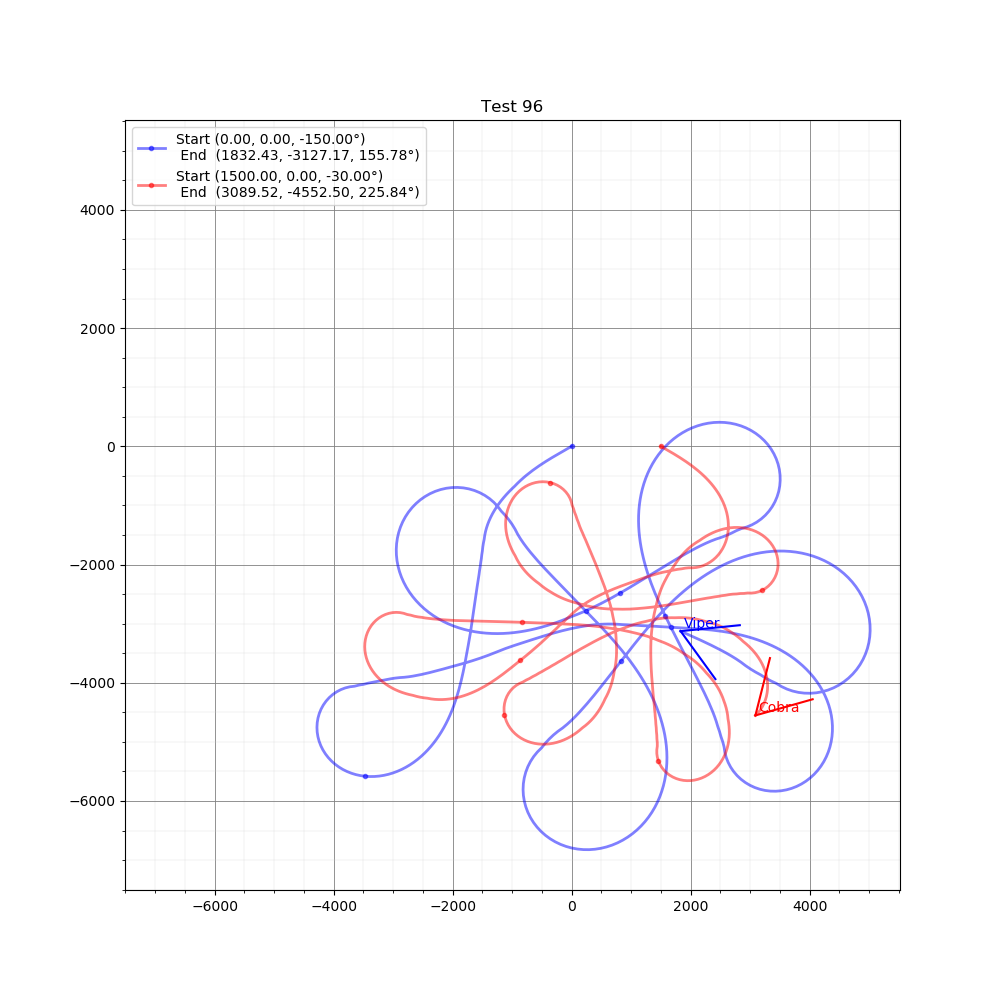 Test 96
Start (0.00, 0.00, -150.00°)
End  (1832.43, -3127.17, 155.78°)
Start (1500.00, 0.00, -30.00°)
End  (3089.52, -4552.50, 225.84°)
4000
2000
0
−2000
−4000
−6000
Viper
Cobra
−6000
−4000
−2000
0
2000
4000